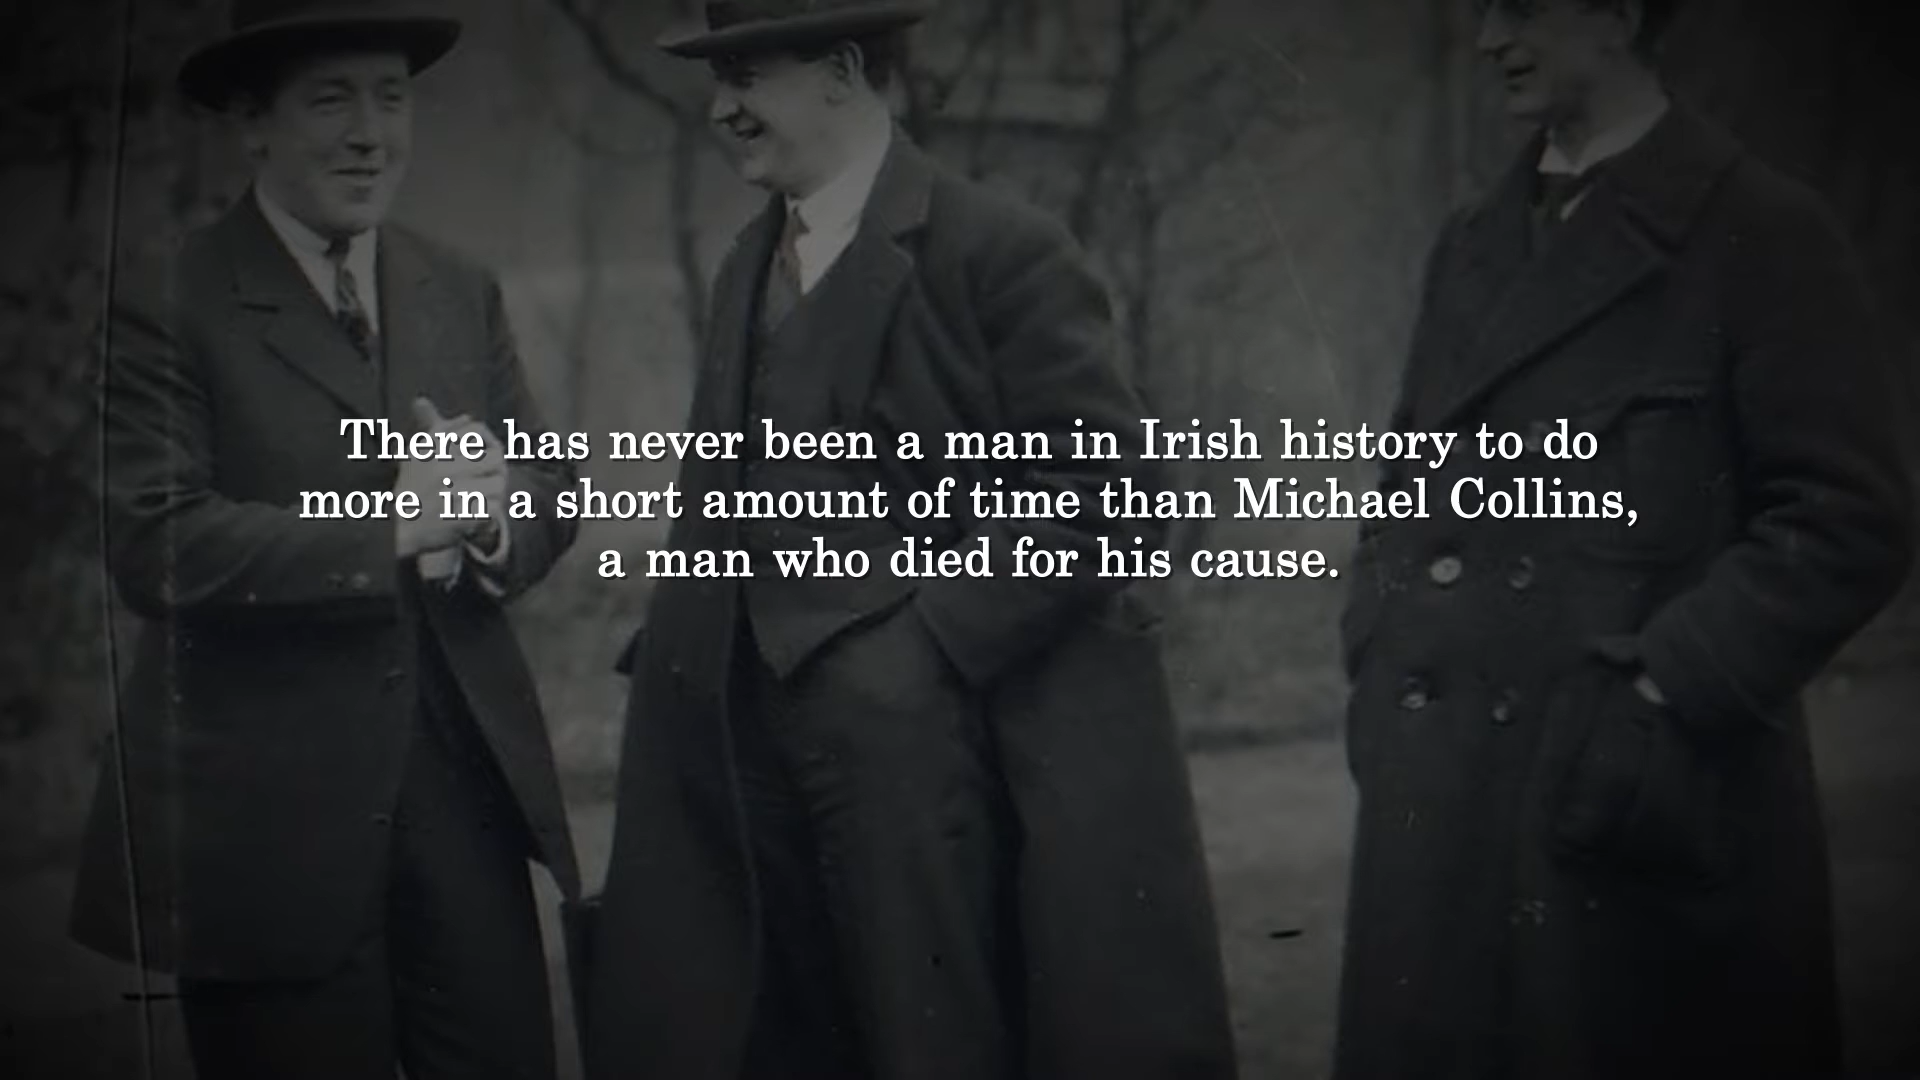 There has never been a man in Irish history to do
more in a short amount of time than Michael Collins,
a man who died for his cause.